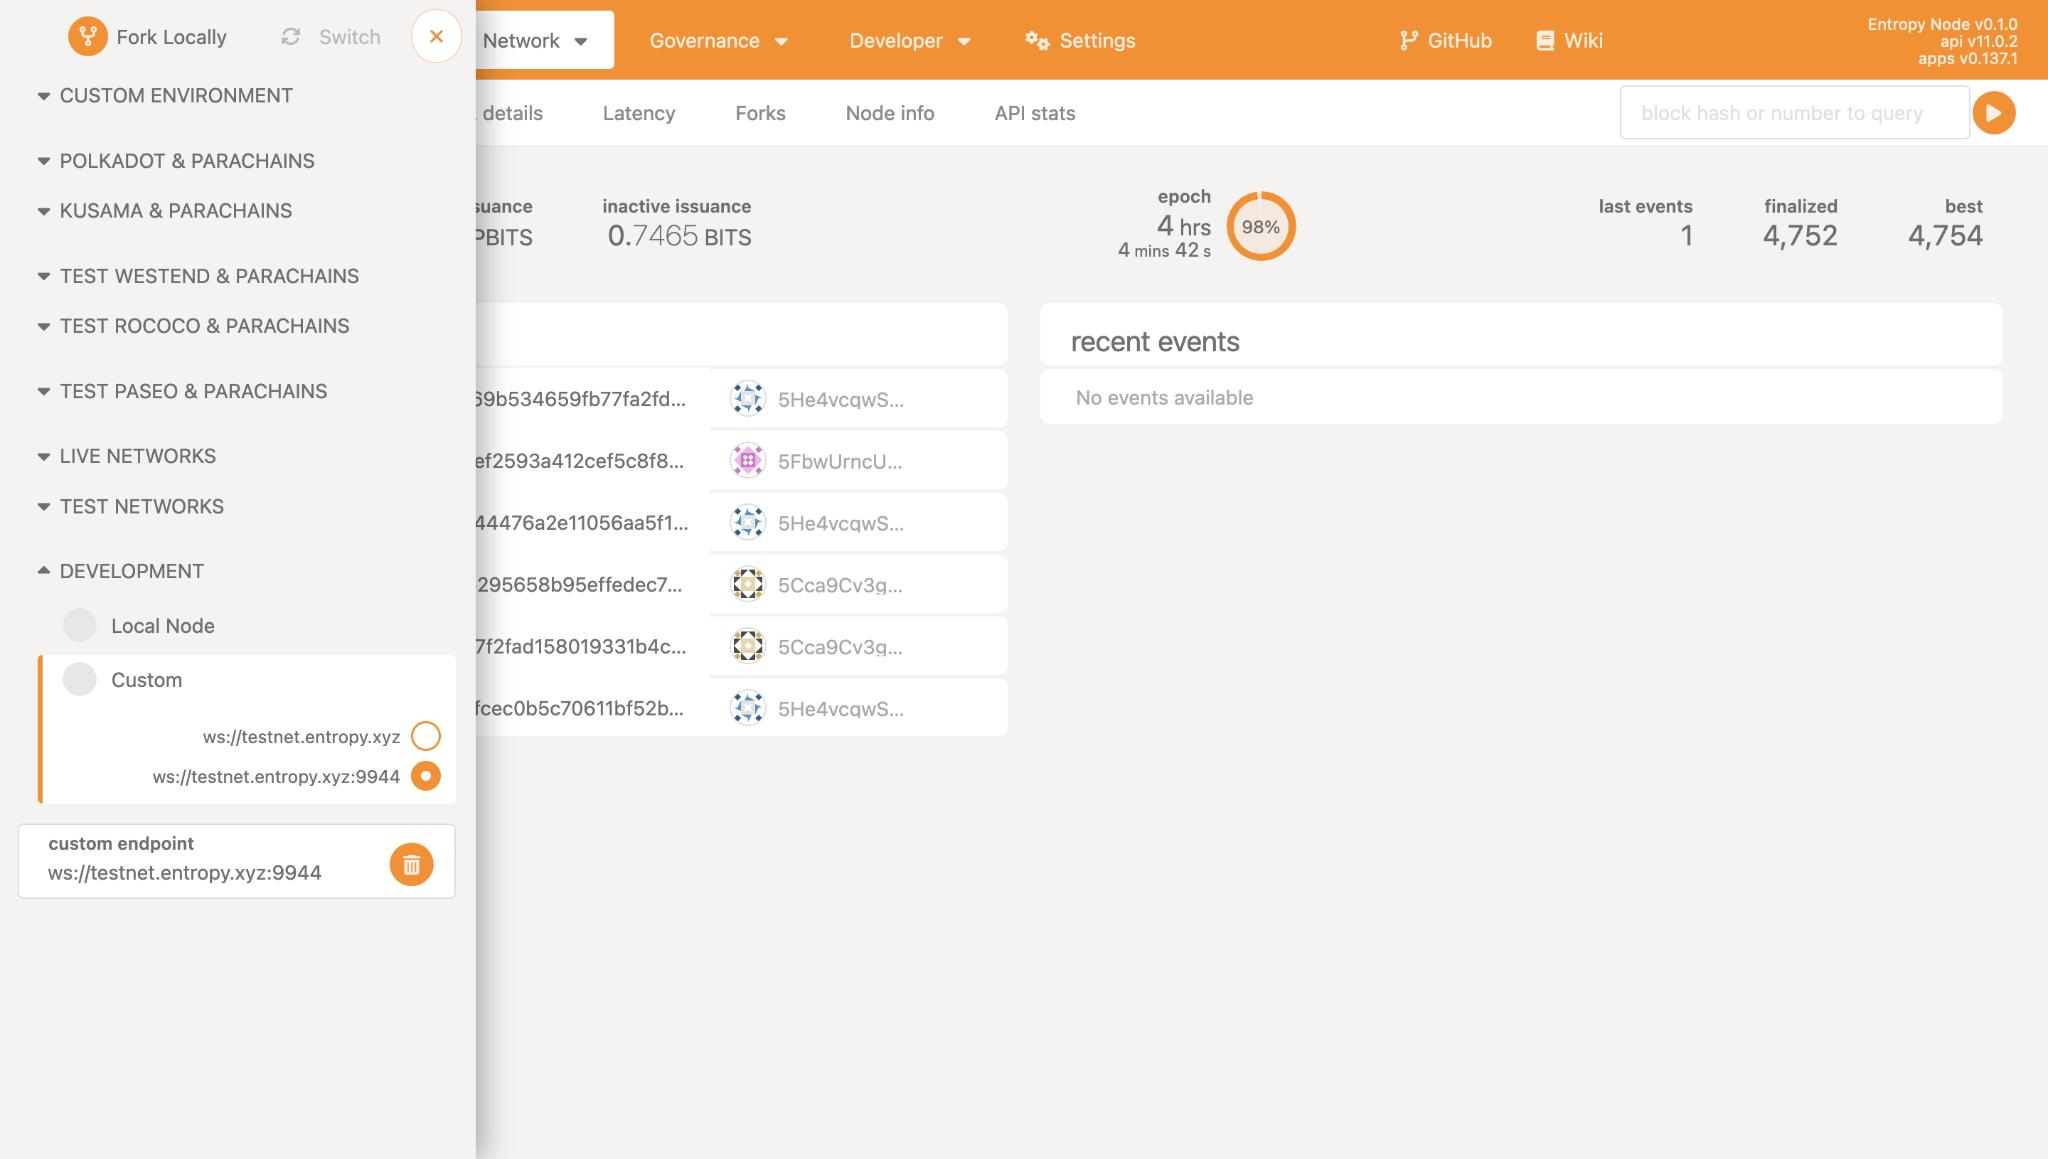 Fork Locally
Switch
Network
Governance
Developer
Settings
GitHub
Wiki
Entropy Node v0.1.0
api v11.0.2
apps v0.137.1
CUSTOM ENVIRONMENT
POLKADOT & PARACHAINS
KUSAMA & PARACHAINS
TEST WESTEND & PARACHAINS
TEST ROCOCO & PARACHAINS
TEST PASEO & PARACHAINS
LIVE NETWORKS
TEST NETWORKS
DEVELOPMENT
Local Node
Custom
ws://testnet.entropy.xyz
ws://testnet.entropy.xyz:9944
custom endpoint
ws://testnet.entropy.xyz:9944
details
Latency
Forks
Node info
API stats
block hash or number to query
suance
PBITS
inactive issuance
0.7465 BITS
epoch
4 hrs
4 mins 42 s
98%
last events
1
finalized
4,752
best
4,754
69b534659fb77fa2fd... 5He4vcqwS...
ef2593a412cef5c8f8... 5FbwUrncU...
44476a2e11056aa5f1... 5He4vcqwS...
295658b95effedec7... 5Cca9Cv3g...
7f2fad158019331b4c... 5Cca9Cv3g...
fcec0b5c70611bf52b... 5He4vcqwS...
recent events
No events available